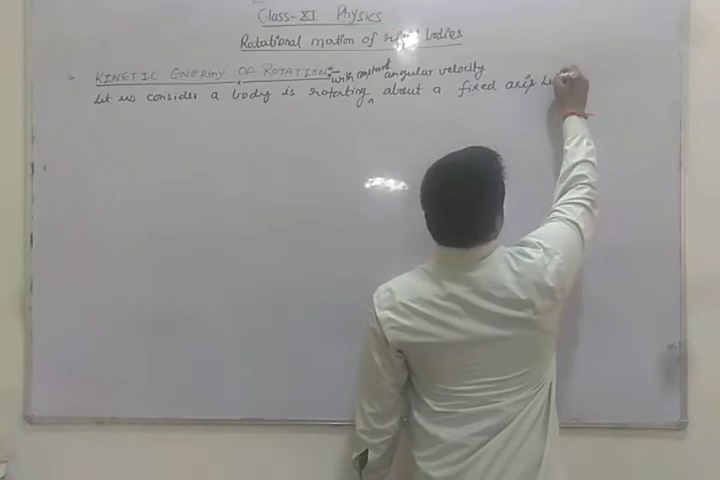 Class-XI Physics
Rotational motion of rigid bodies
KINETIC ENERGY OF ROTATION:- with constant angular velocity
Let us consider a body is rotating ^ about a fixed axis